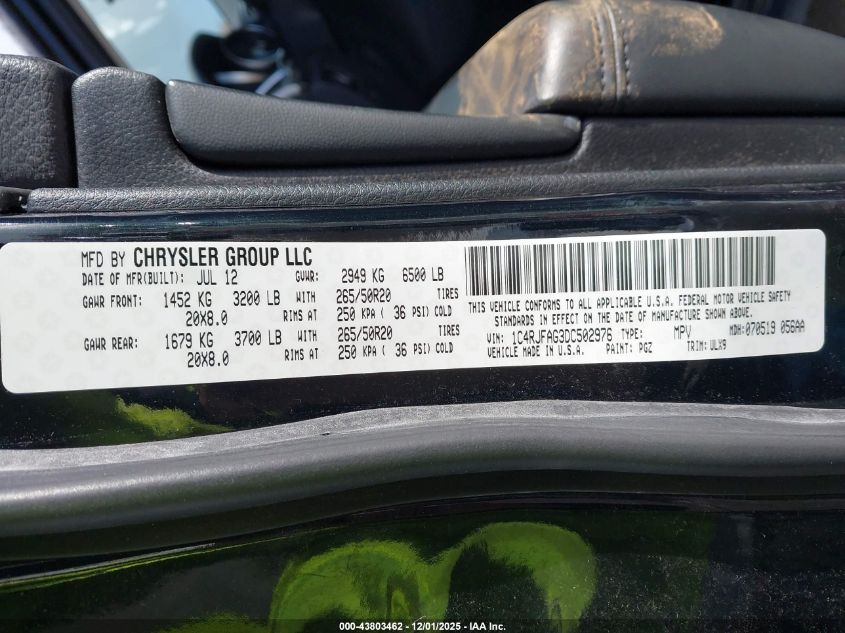 MFD BY CHRYSLER GROUP LLC
DATE OF MFR(BUILT): JUL 12 GVWR: 2949 KG 6500 LB
GAWR FRONT: 1452 KG 3200 LB WITH 265/50R20 TIRES
20X8.0 RIMS AT 250 KPA ( 36 PSI) COLD
GAWR REAR: 1679 KG 3700 LB WITH 265/50R20 TIRES
20X8.0 RIMS AT 250 KPA ( 36 PSI) COLD
THIS VEHICLE CONFORMS TO ALL APPLICABLE U.S.A. FEDERAL MOTOR VEHICLE SAFETY
STANDARDS IN EFFECT ON THE DATE OF MANUFACTURE SHOWN ABOVE.
VIN: 1C4RJFAG3DC502976 TYPE: MPV MDH: 070519 056AA
VEHICLE MADE IN U.S.A. PAINT: PGZ TRIM: ULX9
000-43803462 - 12/01/2025 - IAA Inc.